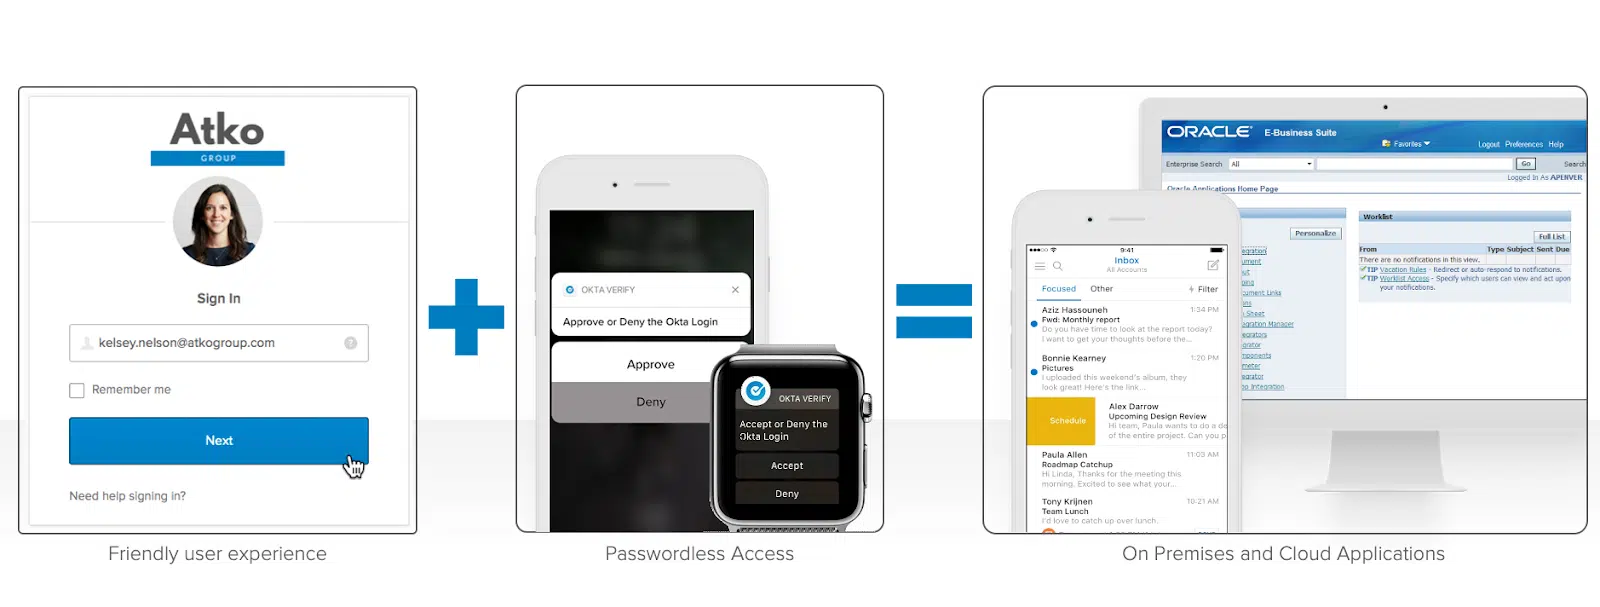 Atko
GROUP
Sign In
kelsey.nelson@atkogroup.com
?
Remember me
Next
Need help signing in?
Friendly user experience
OKTA VERIFY
Approve or Deny the Okta Login
Approve
Deny
OKTA VERIFY
Accept or Deny the
Okta Login
Accept
Deny
Passwordless Access
9:41
Inbox
All Accounts
Focused Other Filter
Aziz Hassouneh 1:34 PM
Fwd: Monthly report
Do you have time to look at the report today?
I want to get your thoughts before the...
Bonnie Kearney 1:20 PM
Pictures
I uploaded this weekend's album, they
look great! Here's the link...
Schedule
Alex Darrow
Upcoming Design Review
Hi team, Paula wants to do a de
of the entire project. Can you p
Paula Allen 11:03 AM
Roadmap Catchup
Hi Linda, Thanks for the meeting this
morning. Excited to see what your...
Tony Krijnen 10:21 AM
Team Lunch
I'd love to catch up over lunch.
ORACLE E-Business Suite
Favorites
Logout Preferences Help
Enterprise Search All Go Search
Logged In As APENVER
Oracle Applications Home Page
Personalize
Worklist
Full List
From Type Subject Sent Due
There are no notifications in this view.
TIP Vacation Rules - Redirect or auto-respond to notifications.
TIP Worklist Access - Specify which users can view and act upon
your notifications.
cument Links
Sheet
Integration Manager
Integration
On Premises and Cloud Applications